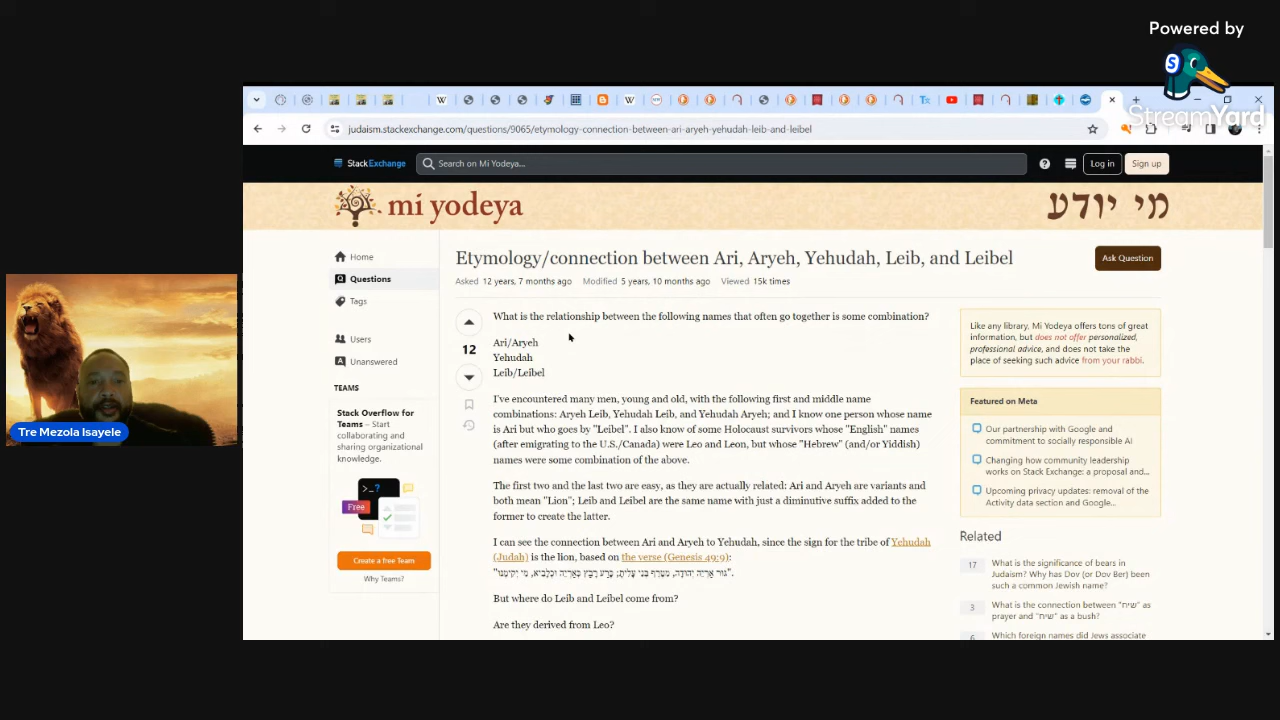 Powered by
StreamYard
judaism.stackexchange.com/questions/9065/etymology-connection-between-ari-aryeh-yehudah-leib-and-leibel
StackExchange
Search on Mi Yodeya...
Log in
Sign up
mi yodeya
מי יודע
Home
Questions
Tags
Users
Unanswered
TEAMS
Stack Overflow for
Teams – Start
collaborating and
sharing organizational
knowledge.
Free
Create a free Team
Why Teams?
Etymology/connection between Ari, Aryeh, Yehudah, Leib, and Leibel
Ask Question
Asked 12 years, 7 months ago Modified 5 years, 10 months ago Viewed 15k times
12
What is the relationship between the following names that often go together is some combination?
Ari/Aryeh
Yehudah
Leib/Leibel
I've encountered many men, young and old, with the following first and middle name
combinations: Aryeh Leib, Yehudah Leib, and Yehudah Aryeh; and I know one person whose name
is Ari but who goes by "Leibel". I also know of some Holocaust survivors whose "English" names
(after emigrating to the U.S./Canada) were Leo and Leon, but whose "Hebrew" (and/or Yiddish)
names were some combination of the above.
The first two and the last two are easy, as they are actually related: Ari and Aryeh are variants and
both mean "Lion"; Leib and Leibel are the same name with just a diminutive suffix added to the
former to create the latter.
I can see the connection between Ari and Aryeh to Yehudah, since the sign for the tribe of Yehudah
(Judah) is the lion, based on the verse (Genesis 49:9):
"גּוּר אַרְיֵה יְהוּדָה, מִטֶּרֶף בְּנִי עָלִיתָ; כָּרַע רָבַץ כְּאַרְיֵה וּכְלָבִיא, מִי יְקִימֶנּוּ".
But where do Leib and Leibel come from?
Are they derived from Leo?
Like any library, Mi Yodeya offers tons of great
information, but does not offer personalized,
professional advice, and does not take the
place of seeking such advice from your rabbi.
Featured on Meta
Our partnership with Google and
commitment to socially responsible AI
Changing how community leadership
works on Stack Exchange: a proposal and...
Upcoming privacy updates: removal of the
Activity data section and Google...
Related
17
What is the significance of bears in
Judaism? Why has Dov (or Dov Ber) been
such a common Jewish name?
3
What is the connection between "שיח" as
prayer and "שיח" as a bush?
6
Which foreign names did Jews associate
Tre Mezola Isayele